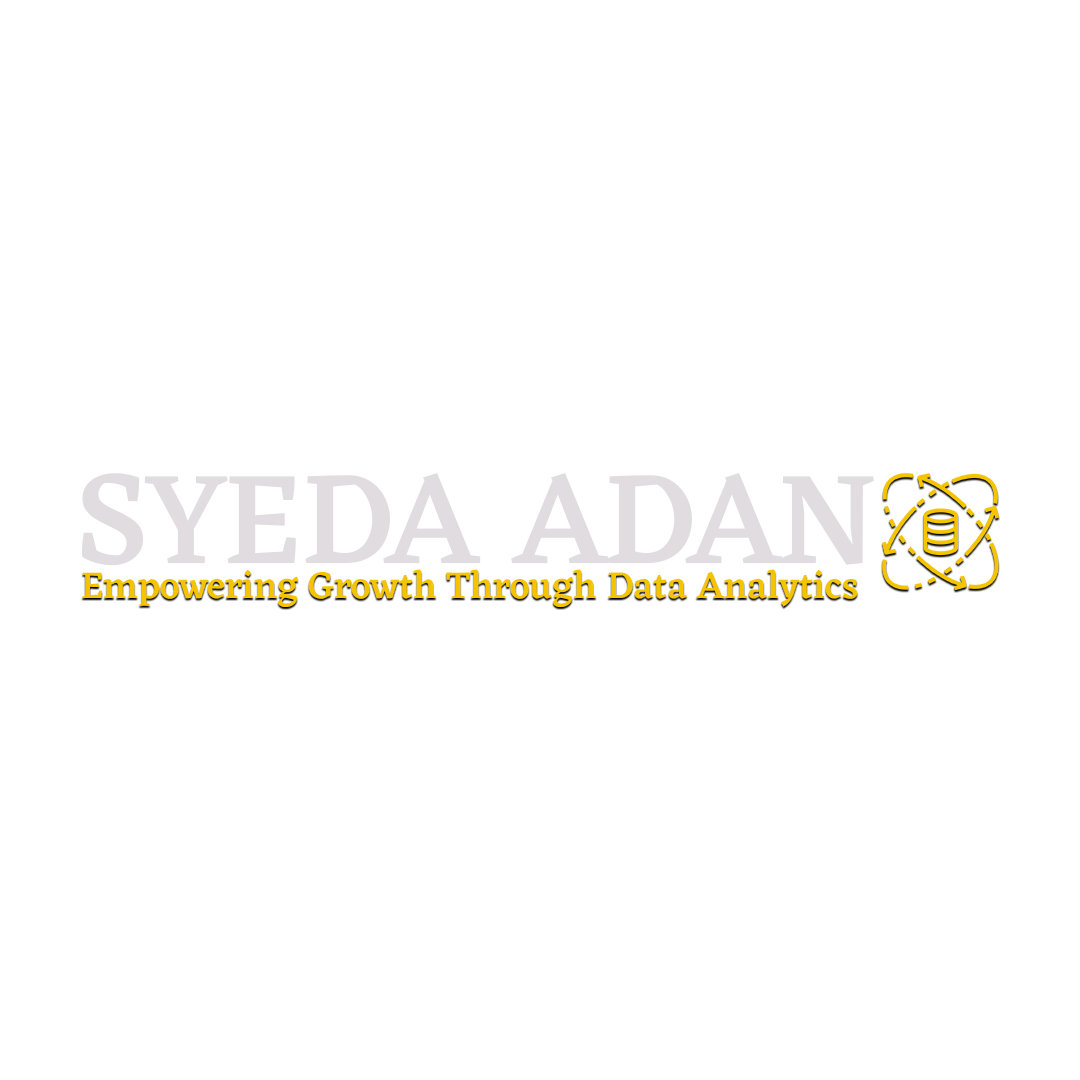 SYEDA ADAN
Empowering Growth Through Data Analytics